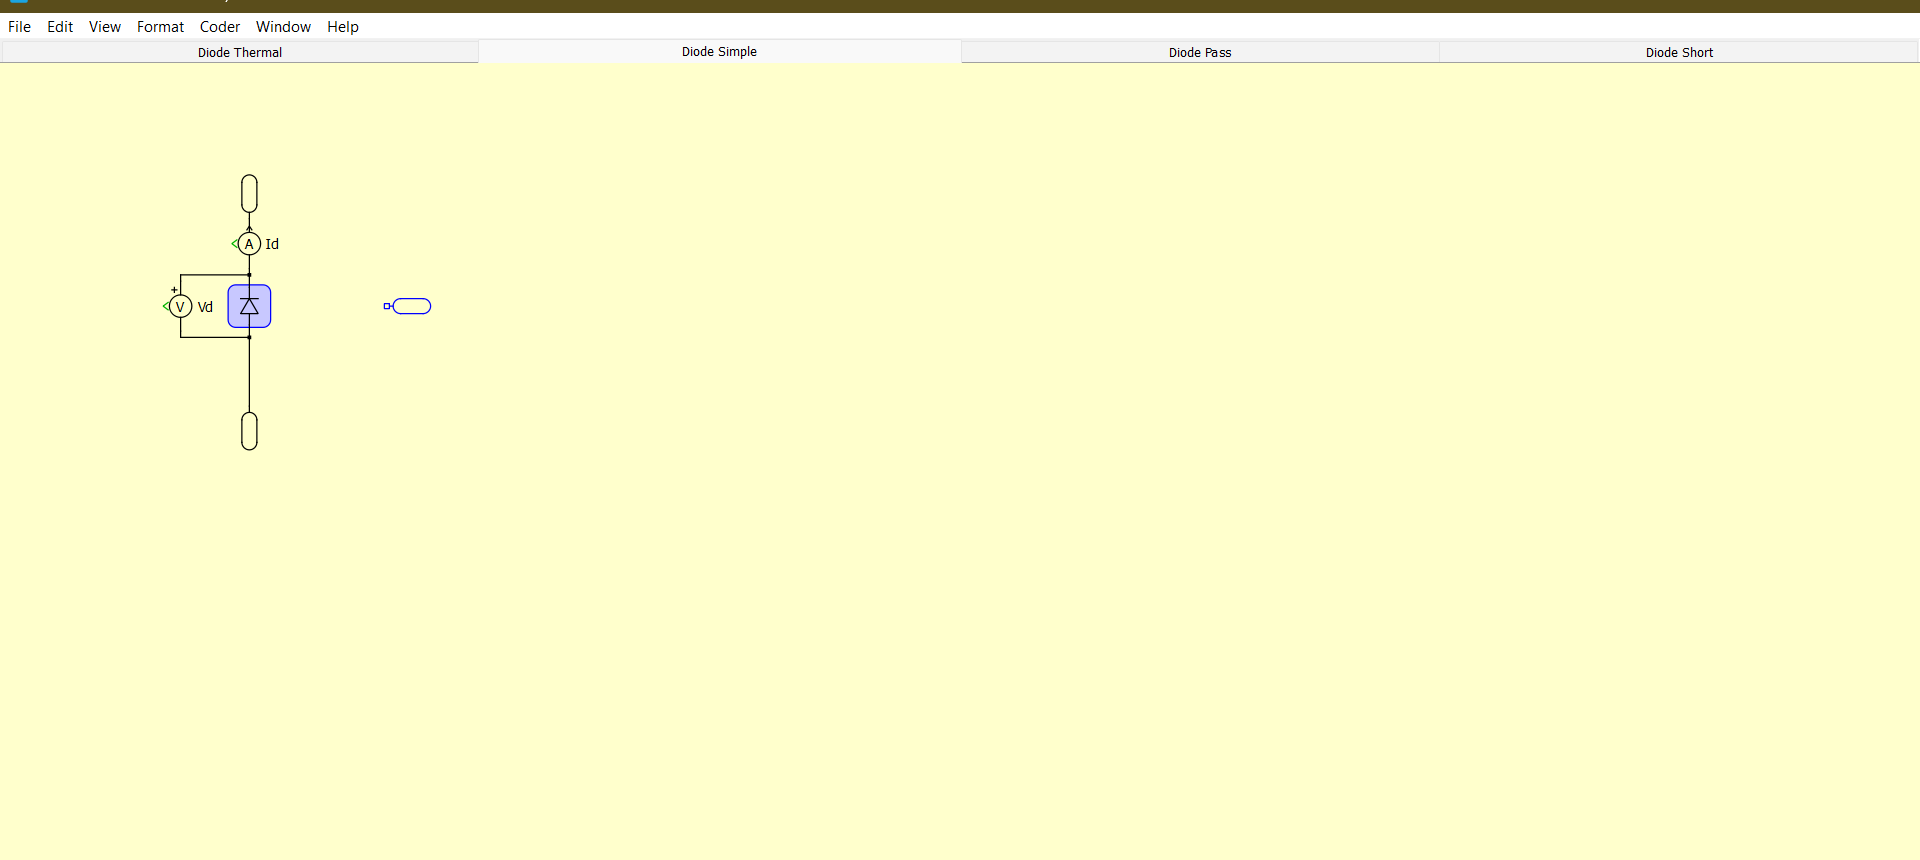 File Edit View Format Coder Window Help
Diode Thermal Diode Simple Diode Pass Diode Short
A Id
+
V Vd